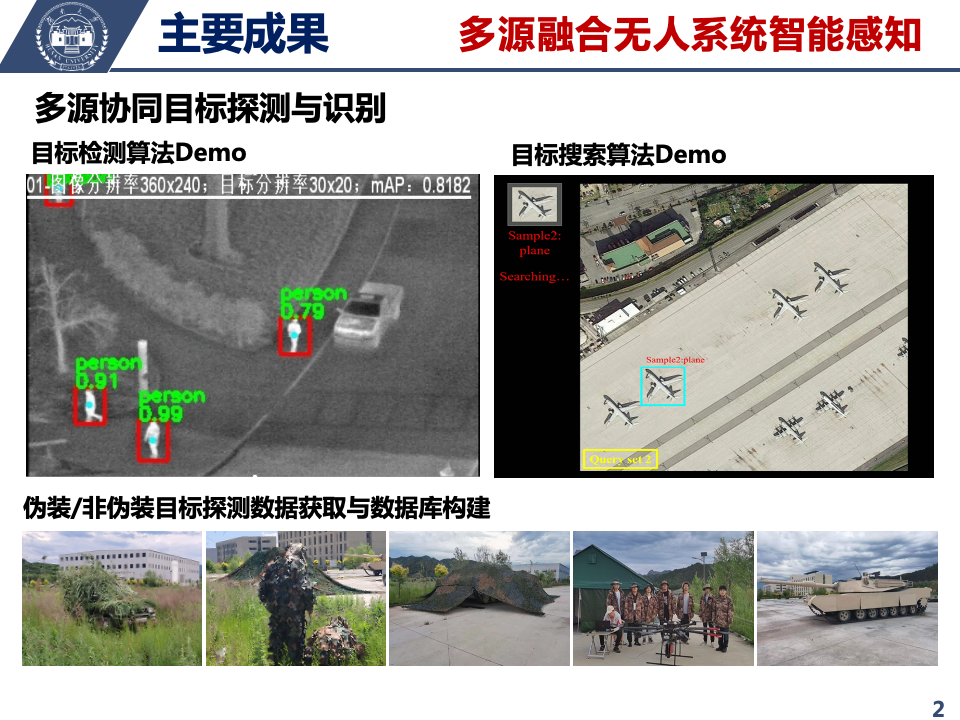 主要成果
多源融合无人系统智能感知
多源协同目标探测与识别
目标检测算法Demo
目标搜索算法Demo
01-图像分辨率360x240；目标分辨率30x20；mAP：0.8182
person
0.79
person
0.91
person
0.99
Sample2:
plane
Searching…
Sample2:plane
Query set 2
伪装/非伪装目标探测数据获取与数据库构建
2